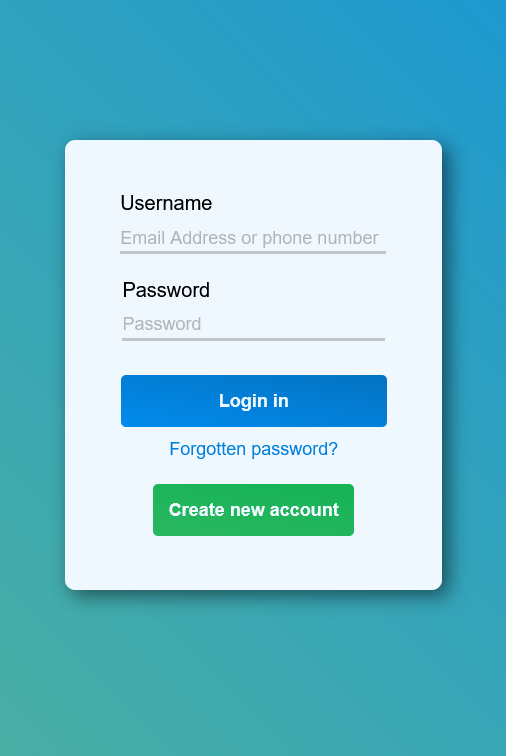 Username
Email Address or phone number
Password
Password
Login in
Forgotten password?
Create new account